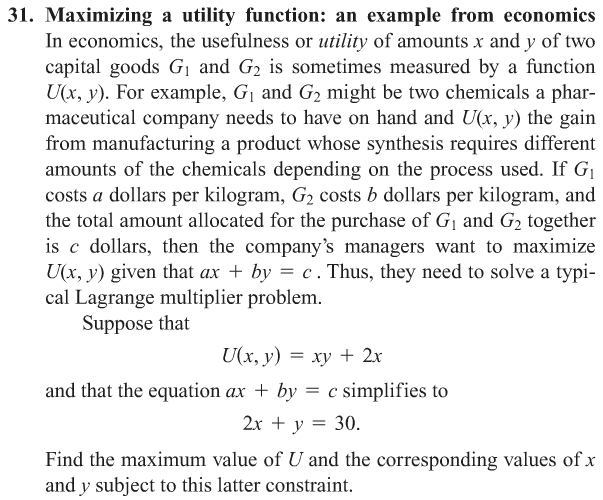 31. Maximizing a utility function: an example from economics
In economics, the usefulness or utility of amounts x and y of two
capital goods G₁ and G₂ is sometimes measured by a function
U(x, y). For example, G₁ and G₂ might be two chemicals a phar-
maceutical company needs to have on hand and U(x, y) the gain
from manufacturing a product whose synthesis requires different
amounts of the chemicals depending on the process used. If G₁
costs a dollars per kilogram, G₂ costs b dollars per kilogram, and
the total amount allocated for the purchase of G₁ and G₂ together
is c dollars, then the company's managers want to maximize
U(x, y) given that ax + by = c. Thus, they need to solve a typi-
cal Lagrange multiplier problem.
Suppose that
U(x, y) = xy + 2x
and that the equation ax + by = c simplifies to
2x + y = 30.
Find the maximum value of U and the corresponding values of x
and y subject to this latter constraint.